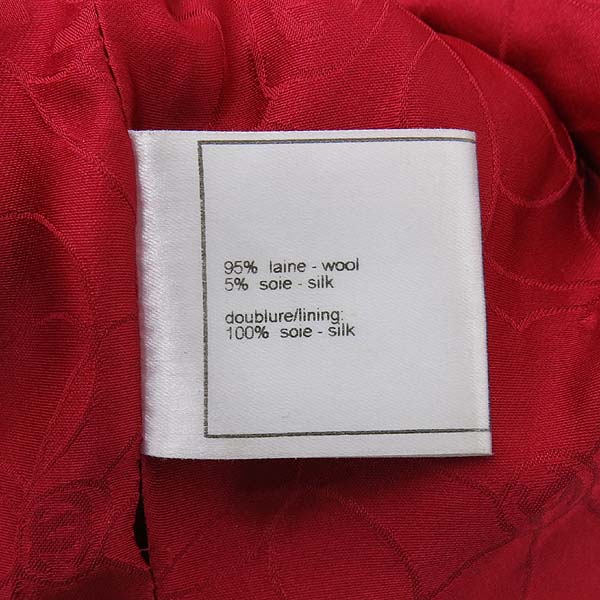 95% laine - wool
5% soie - silk
doublure/lining:
100% soie - silk